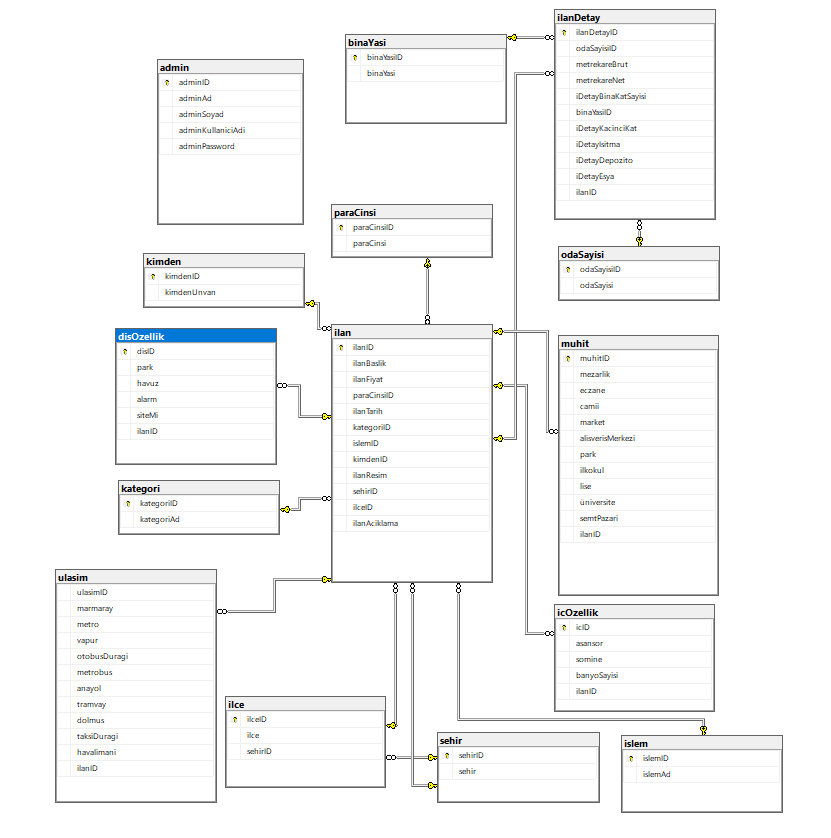 ilanDetay
ilanDetayID
odaSayisiID
metrekareBrut
metrekareNet
iDetayBinaKatSayisi
binaYasiID
iDetayKacinciKat
iDetayIsitma
iDetayDepozito
iDetayEsya
ilanID
binaYasi
binaYasiID
binaYasi
admin
adminID
adminAd
adminSoyad
adminKullaniciAdi
adminPassword
paraCinsi
paraCinsiID
paraCinsi
odaSayisi
odaSayisiID
odaSayisi
kimden
kimdenID
kimdenUnvan
ilan
ilanID
ilanBaslik
ilanFiyat
paraCinsiID
ilanTarih
kategoriID
islemID
kimdenID
ilanResim
sehirID
ilceID
ilanAciklama
disOzellik
disID
park
havuz
alarm
siteMi
ilanID
muhit
muhitID
mezarlik
eczane
camii
market
alisverisMerkezi
park
ilkokul
lise
üniversite
semtPazari
ilanID
kategori
kategoriID
kategoriAd
ulasim
ulasimID
marmaray
metro
vapur
otobusDuragi
metrobus
anayol
tramvay
dolmus
taksiDuragi
havalimani
ilanID
icOzellik
icID
asansor
somine
banyoSayisi
ilanID
ilce
ilceID
ilce
sehirID
sehir
sehirID
sehir
islem
islemID
islemAd